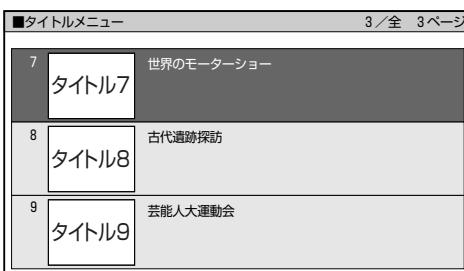 ■タイトルメニュー 3／全 3ページ
7 タイトル7 世界のモーターショー
8 タイトル8 古代遺跡探訪
9 タイトル9 芸能人大運動会